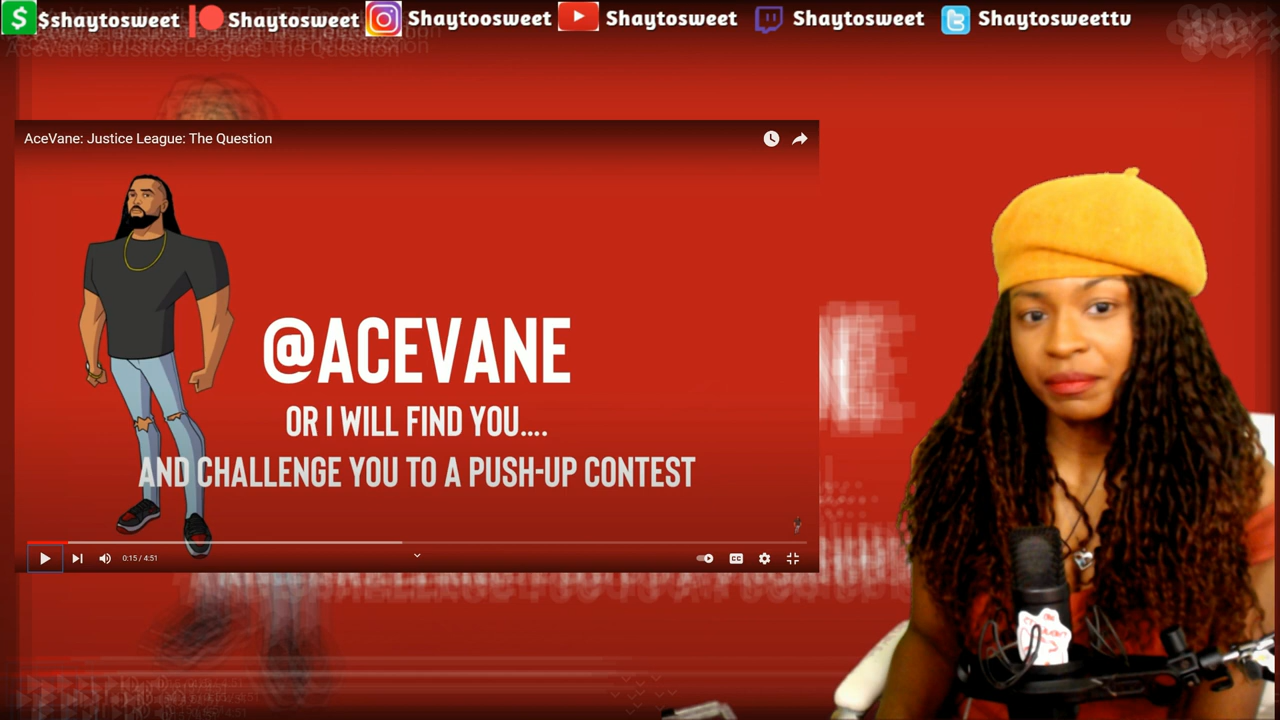 $shaytosweet Shaytosweet Shaytoosweet Shaytosweet Shaytosweet Shaytosweettv
AceVane: Justice League: The Question
@ACEVANE
OR I WILL FIND YOU....
AND CHALLENGE YOU TO A PUSH-UP CONTEST
0:15 / 4:51
CC